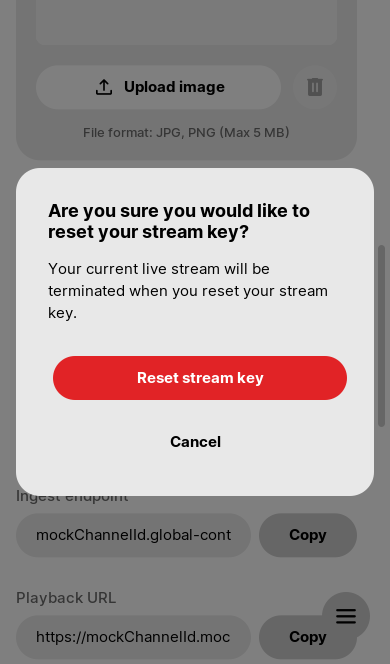 Upload image
File format: JPG, PNG (Max 5 MB)
Are you sure you would like to
reset your stream key?
Your current live stream will be
terminated when you reset your stream
key.
Reset stream key
Cancel
Ingest endpoint
mockChannelId.global-cont
Copy
Playback URL
https://mockChannelId.moc
Copy